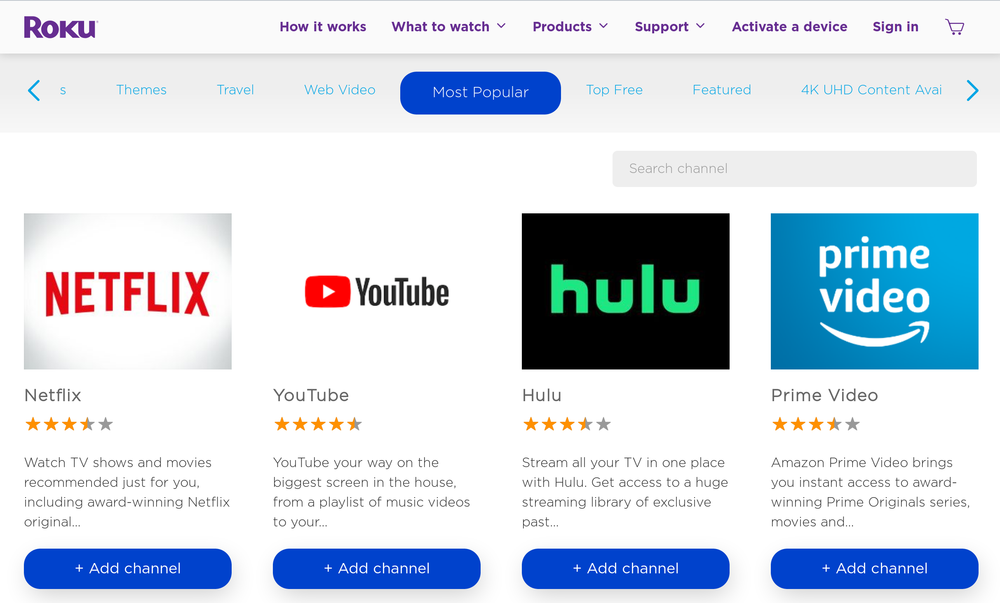 Roku
How it works What to watch Products Support Activate a device Sign in
s Themes Travel Web Video Most Popular Top Free Featured 4K UHD Content Avai
Search channel
NETFLIX
YouTube
hulu
prime
video
Netflix
Watch TV shows and movies
recommended just for you,
including award-winning Netflix
original...
+ Add channel
YouTube
YouTube your way on the
biggest screen in the house,
from a playlist of music videos
to your...
+ Add channel
Hulu
Stream all your TV in one place
with Hulu. Get access to a huge
streaming library of exclusive
past...
+ Add channel
Prime Video
Amazon Prime Video brings
you instant access to award-
winning Prime Originals series,
movies and...
+ Add channel